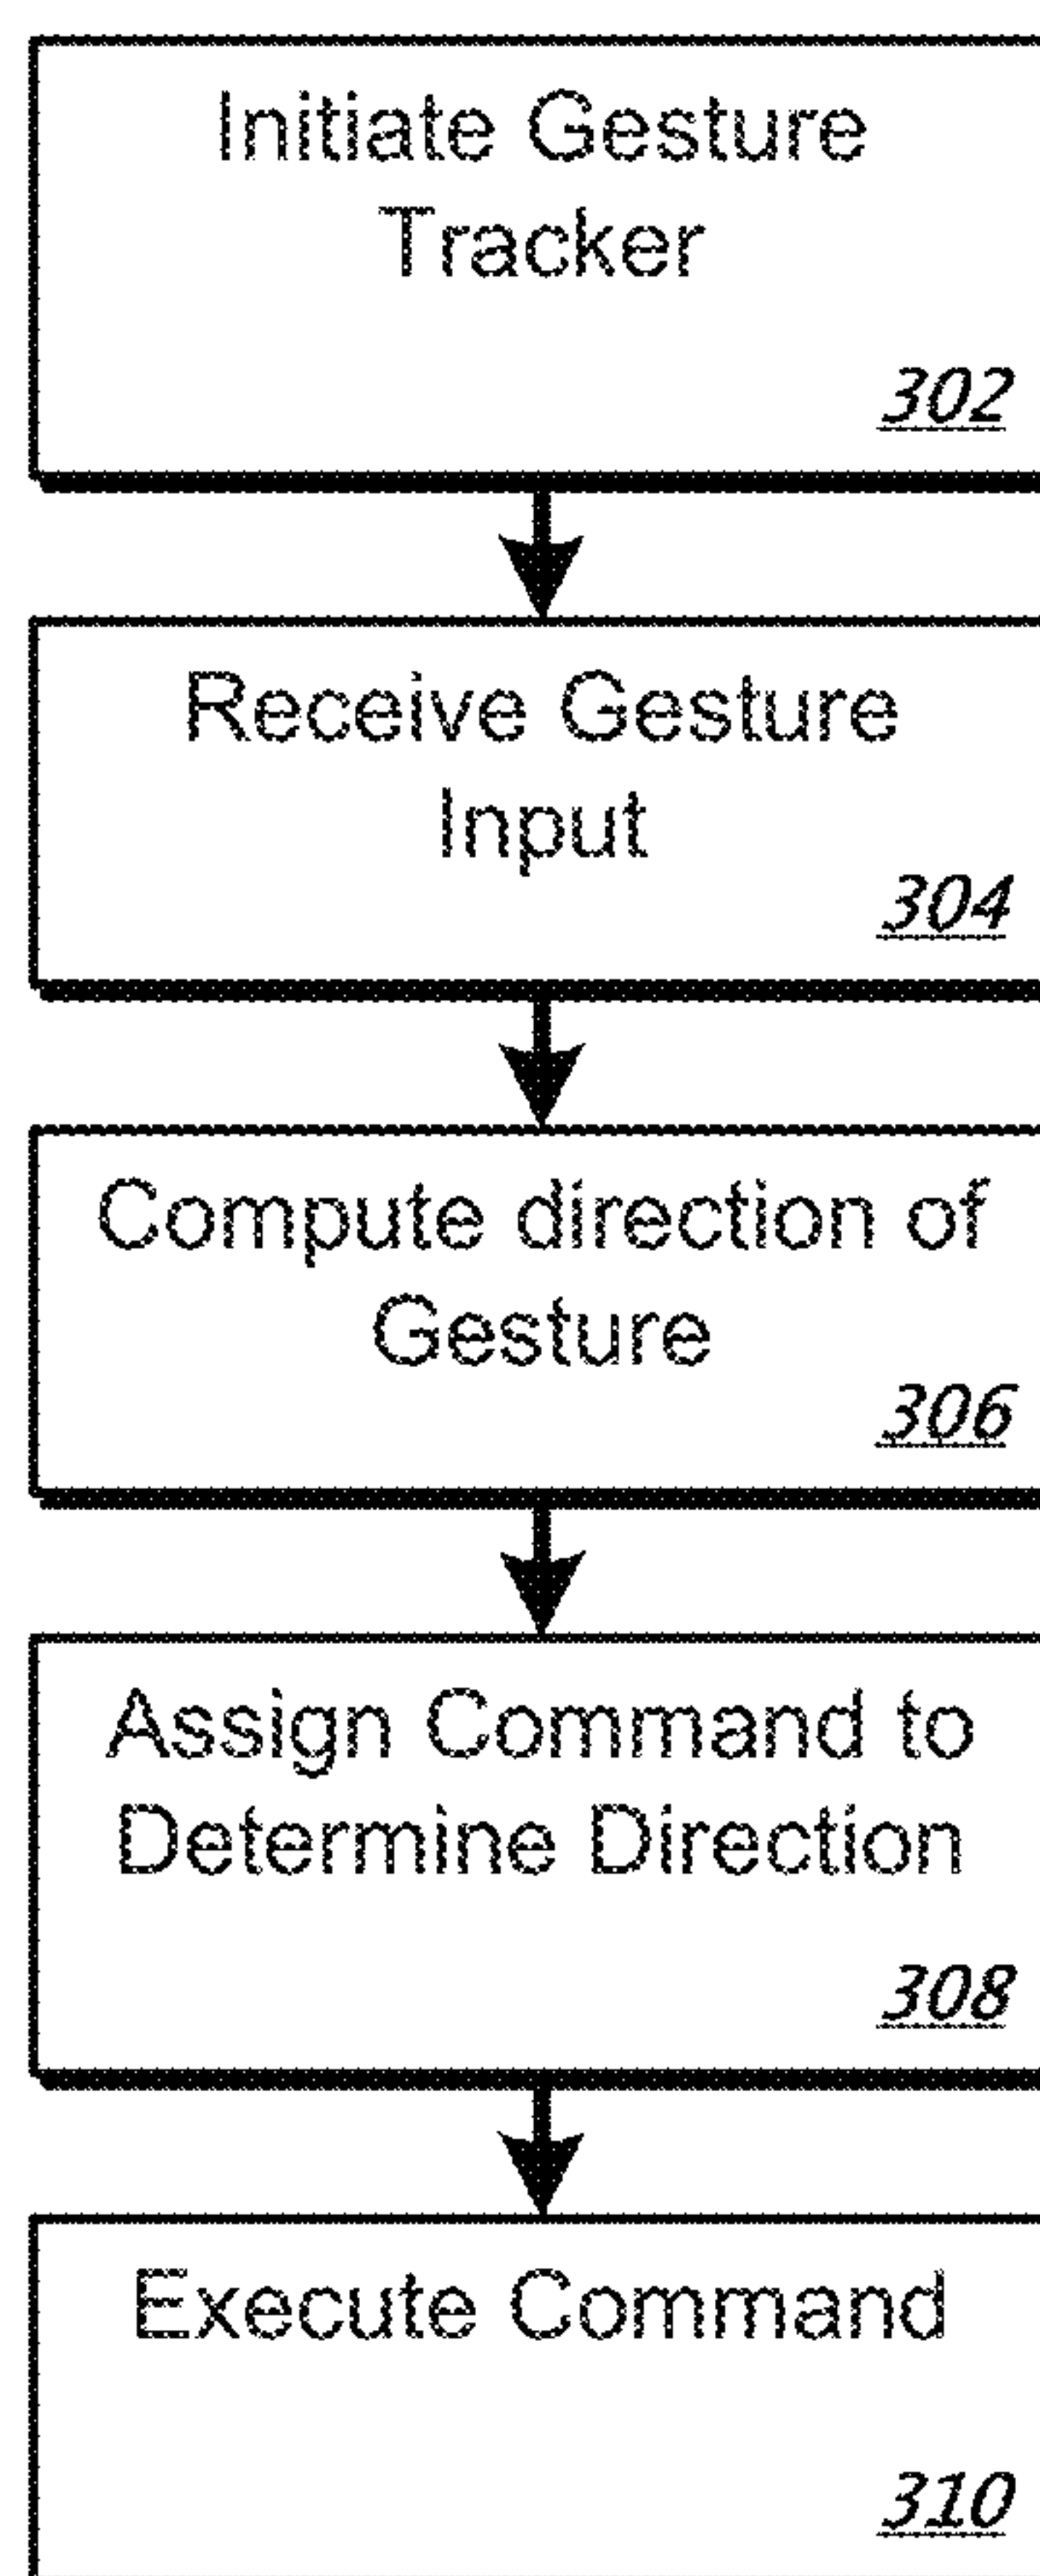 Initiate Gesture
Tracker
302
Receive Gesture
Input
304
Compute direction of
Gesture
306
Assign Command to
Determine Direction
308
Execute Command
310